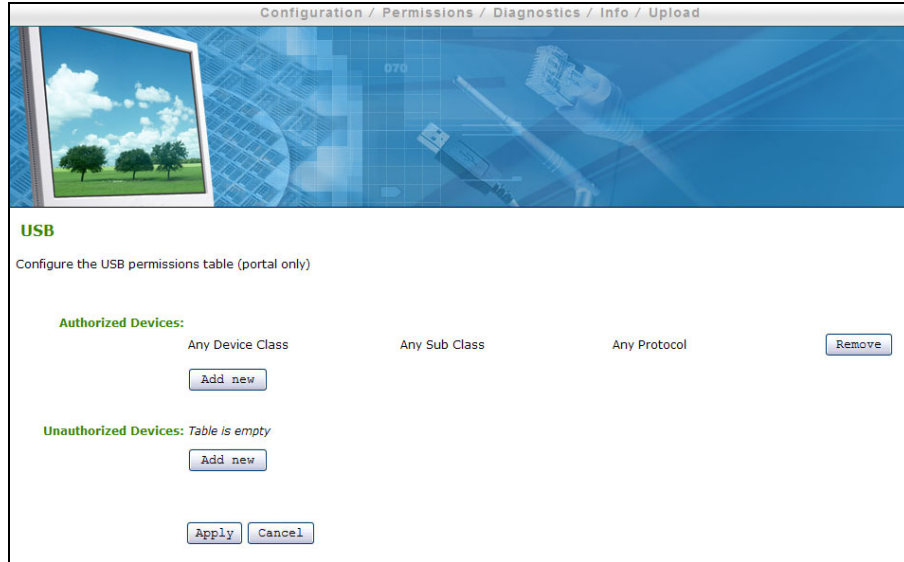 Configuration / Permissions / Diagnostics / Info / Upload
070
USB
Configure the USB permissions table (portal only)
Authorized Devices:
Any Device Class Any Sub Class Any Protocol Remove
Add new
Unauthorized Devices: Table is empty
Add new
Apply Cancel